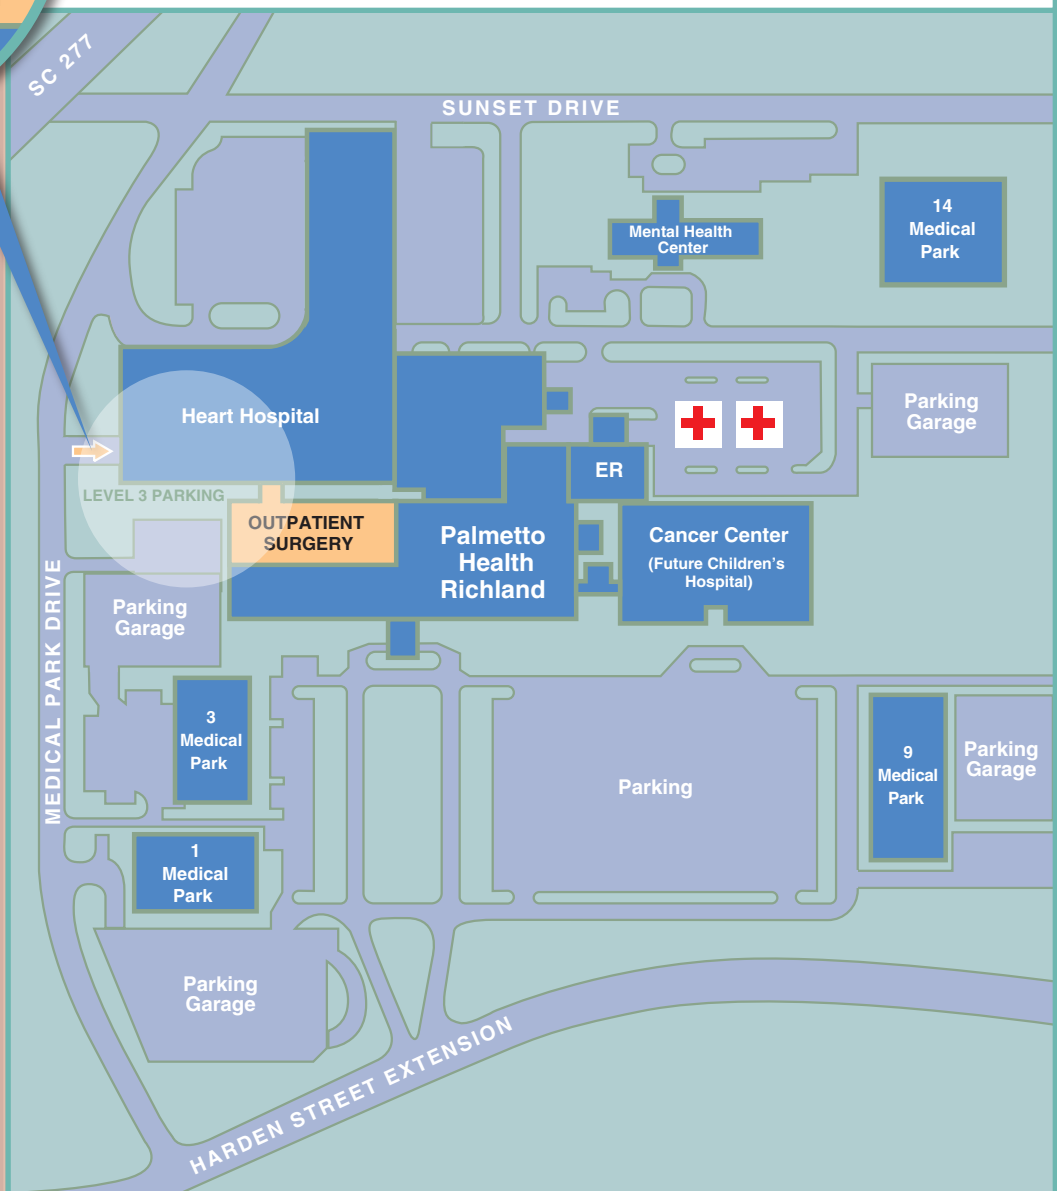 SC 277
SUNSET DRIVE
14
Medical
Park
Mental Health
Center
Parking
Garage
Heart Hospital
ER
LEVEL 3 PARKING
OUTPATIENT
SURGERY
Palmetto
Health
Richland
Cancer Center
(Future Children's
Hospital)
Parking
Garage
MEDICAL PARK DRIVE
3
Medical
Park
Parking
9
Medical
Park
Parking
Garage
1
Medical
Park
Parking
Garage
HARDEN STREET EXTENSION